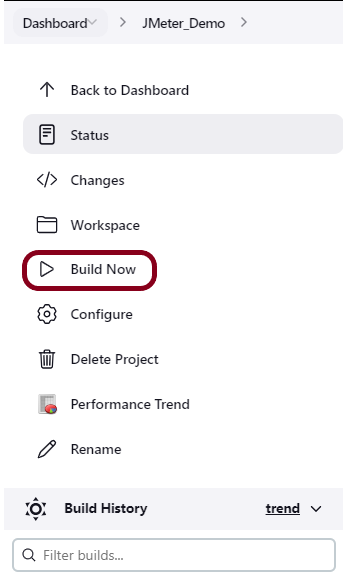 Dashboard JMeter_Demo
Back to Dashboard
Status
Changes
Workspace
Build Now
Configure
Delete Project
Performance Trend
Rename
Build History trend
Filter builds...